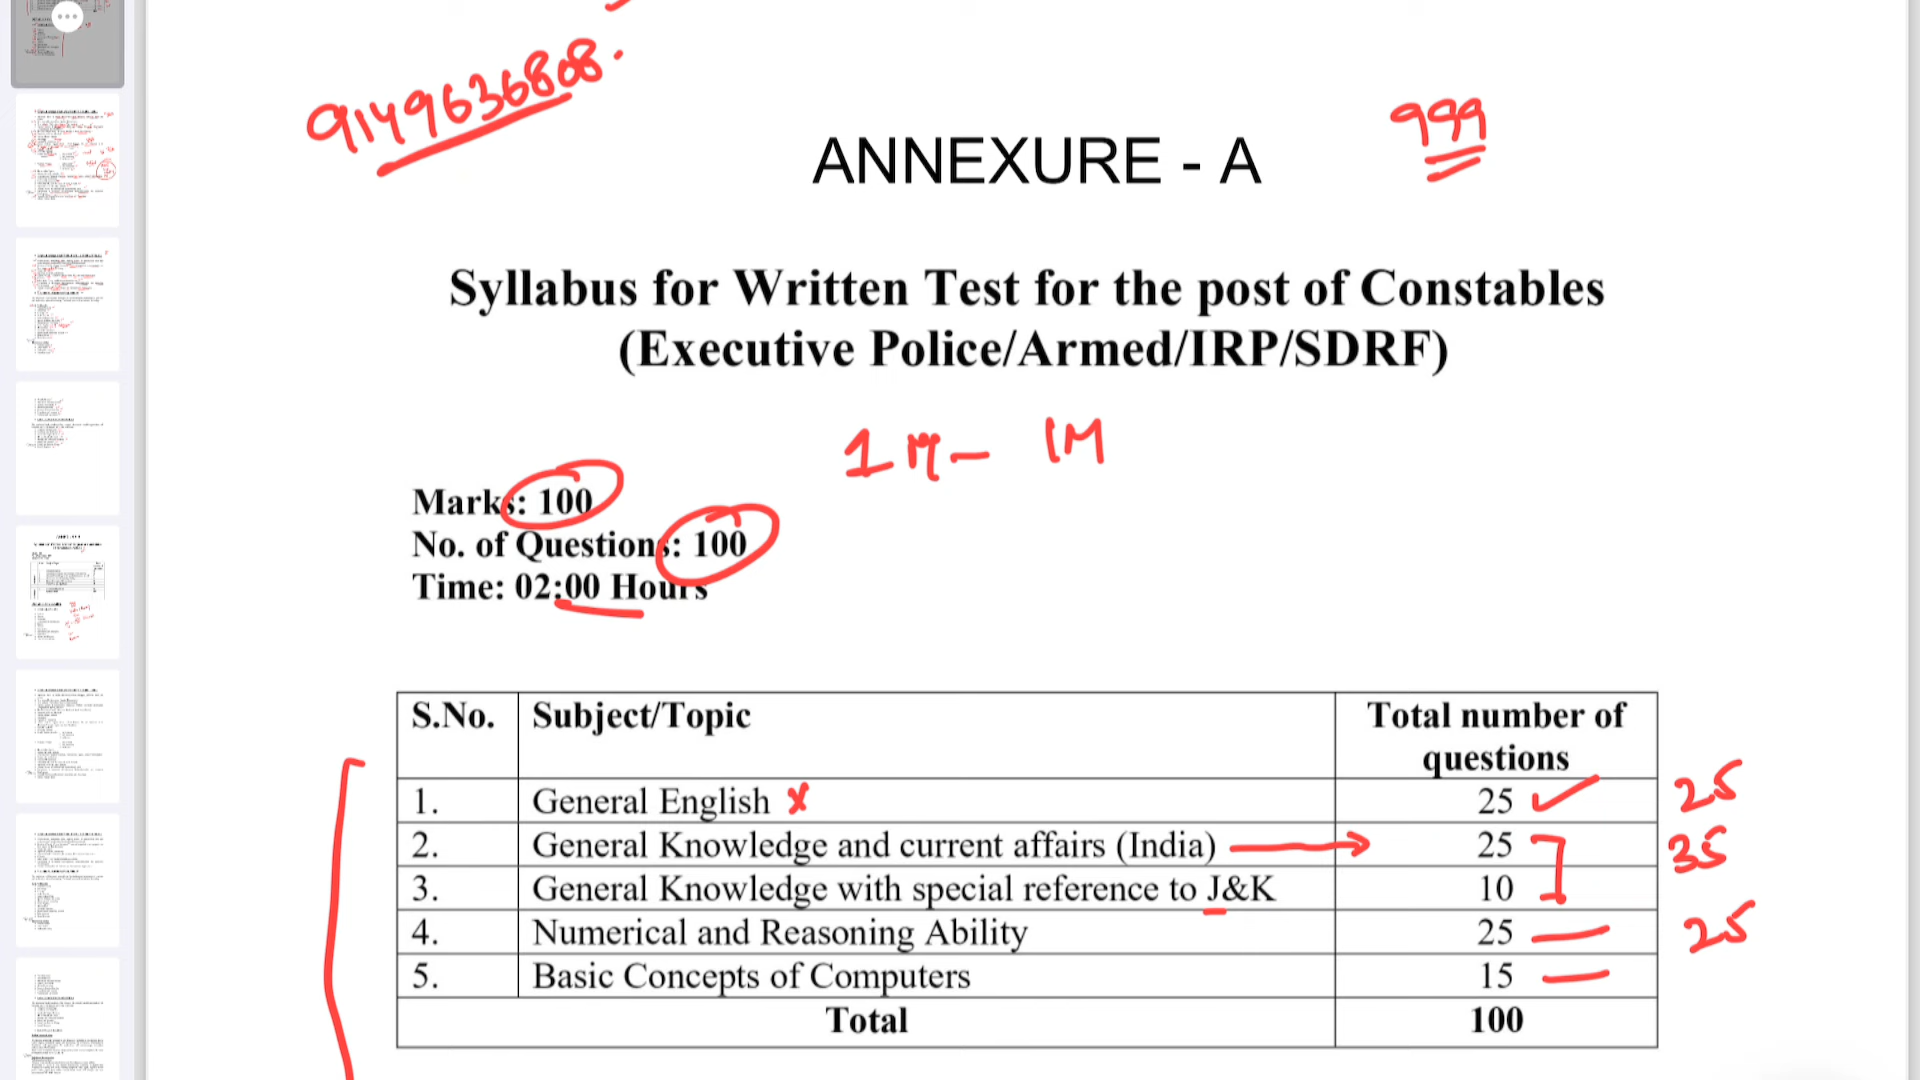 9149636808.
999
ANNEXURE - A
Syllabus for Written Test for the post of Constables
(Executive Police/Armed/IRP/SDRF)
1M- 1M
Marks: 100
No. of Questions: 100
Time: 02:00 Hours
S.No. Subject/Topic Total number of questions
1. General English x 25 ✓ 25
2. General Knowledge and current affairs (India) → 25 35
3. General Knowledge with special reference to J&K 10
4. Numerical and Reasoning Ability 25 25
5. Basic Concepts of Computers 15
Total 100